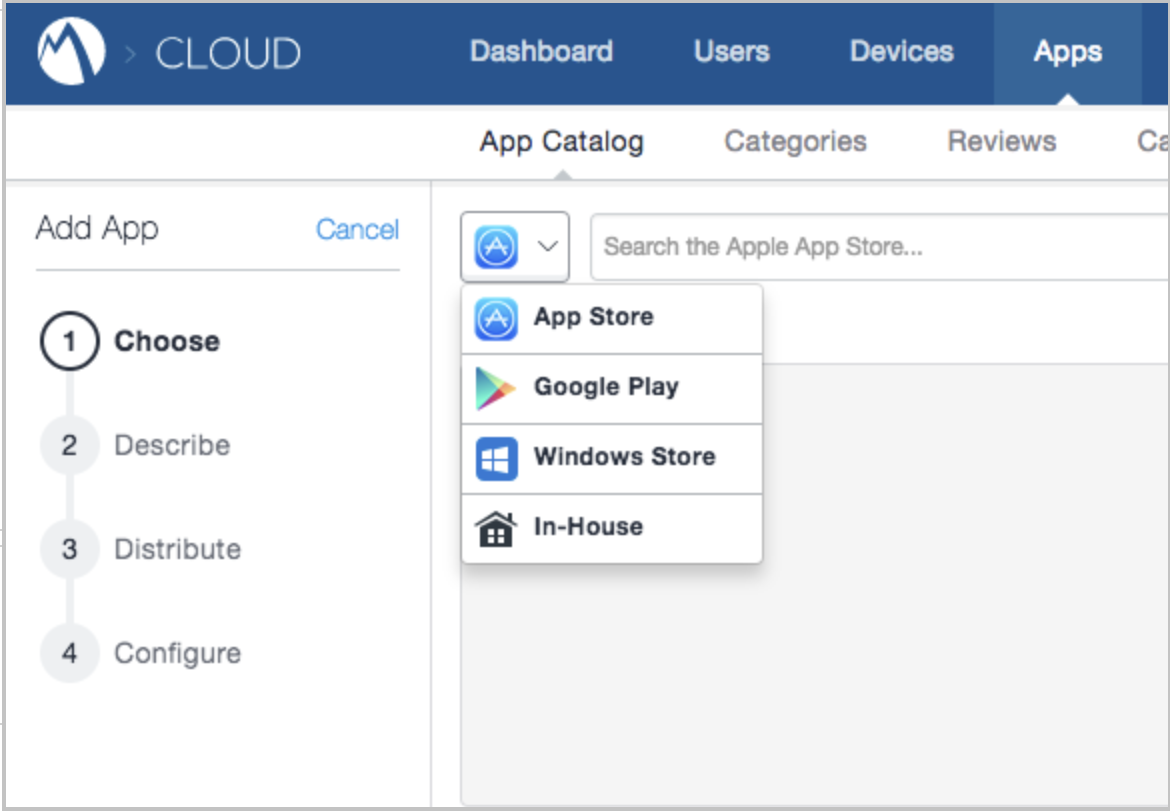 > CLOUD Dashboard Users Devices Apps
App Catalog Categories Reviews
Add App Cancel
Search the Apple App Store...
1 Choose
2 Describe
3 Distribute
4 Configure
App Store
Google Play
Windows Store
In-House